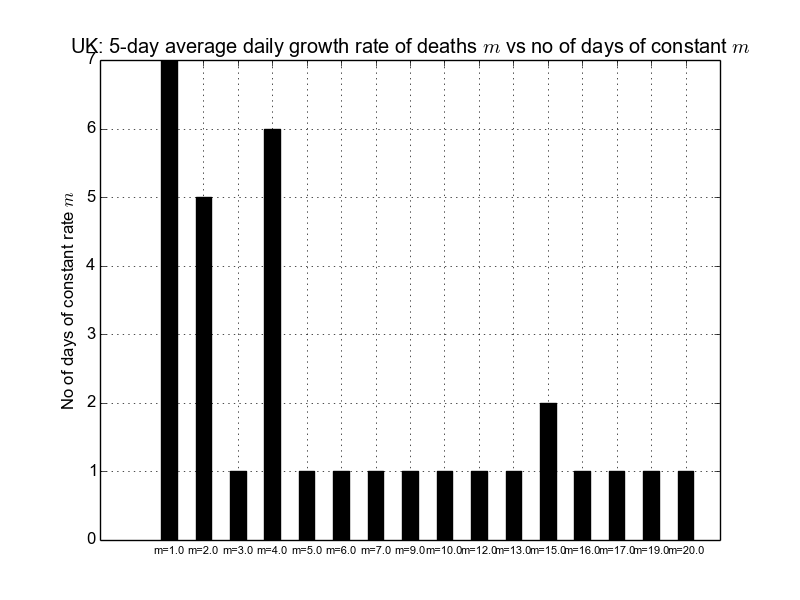 UK: 5-day average daily growth rate of deaths m vs no of days of constant m
No of days of constant rate m
7
6
5
4
3
2
1
0
m=1.0 m=2.0 m=3.0 m=4.0 m=5.0 m=6.0 m=7.0 m=9.0 m=10.0 m=12.0 m=13.0 m=15.0 m=16.0 m=17.0 m=19.0 m=20.0